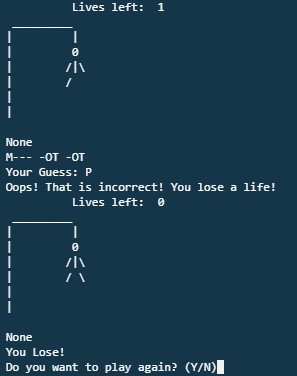 Lives left:  1
 _________
|         |
|         0
|        /|\
|        /
|
|

None
M--- -OT -OT
Your Guess: P
Oops! That is incorrect! You lose a life!
          Lives left:  0
 _________
|         |
|         0
|        /|\
|        / \
|
|

None
You Lose!
Do you want to play again? (Y/N)